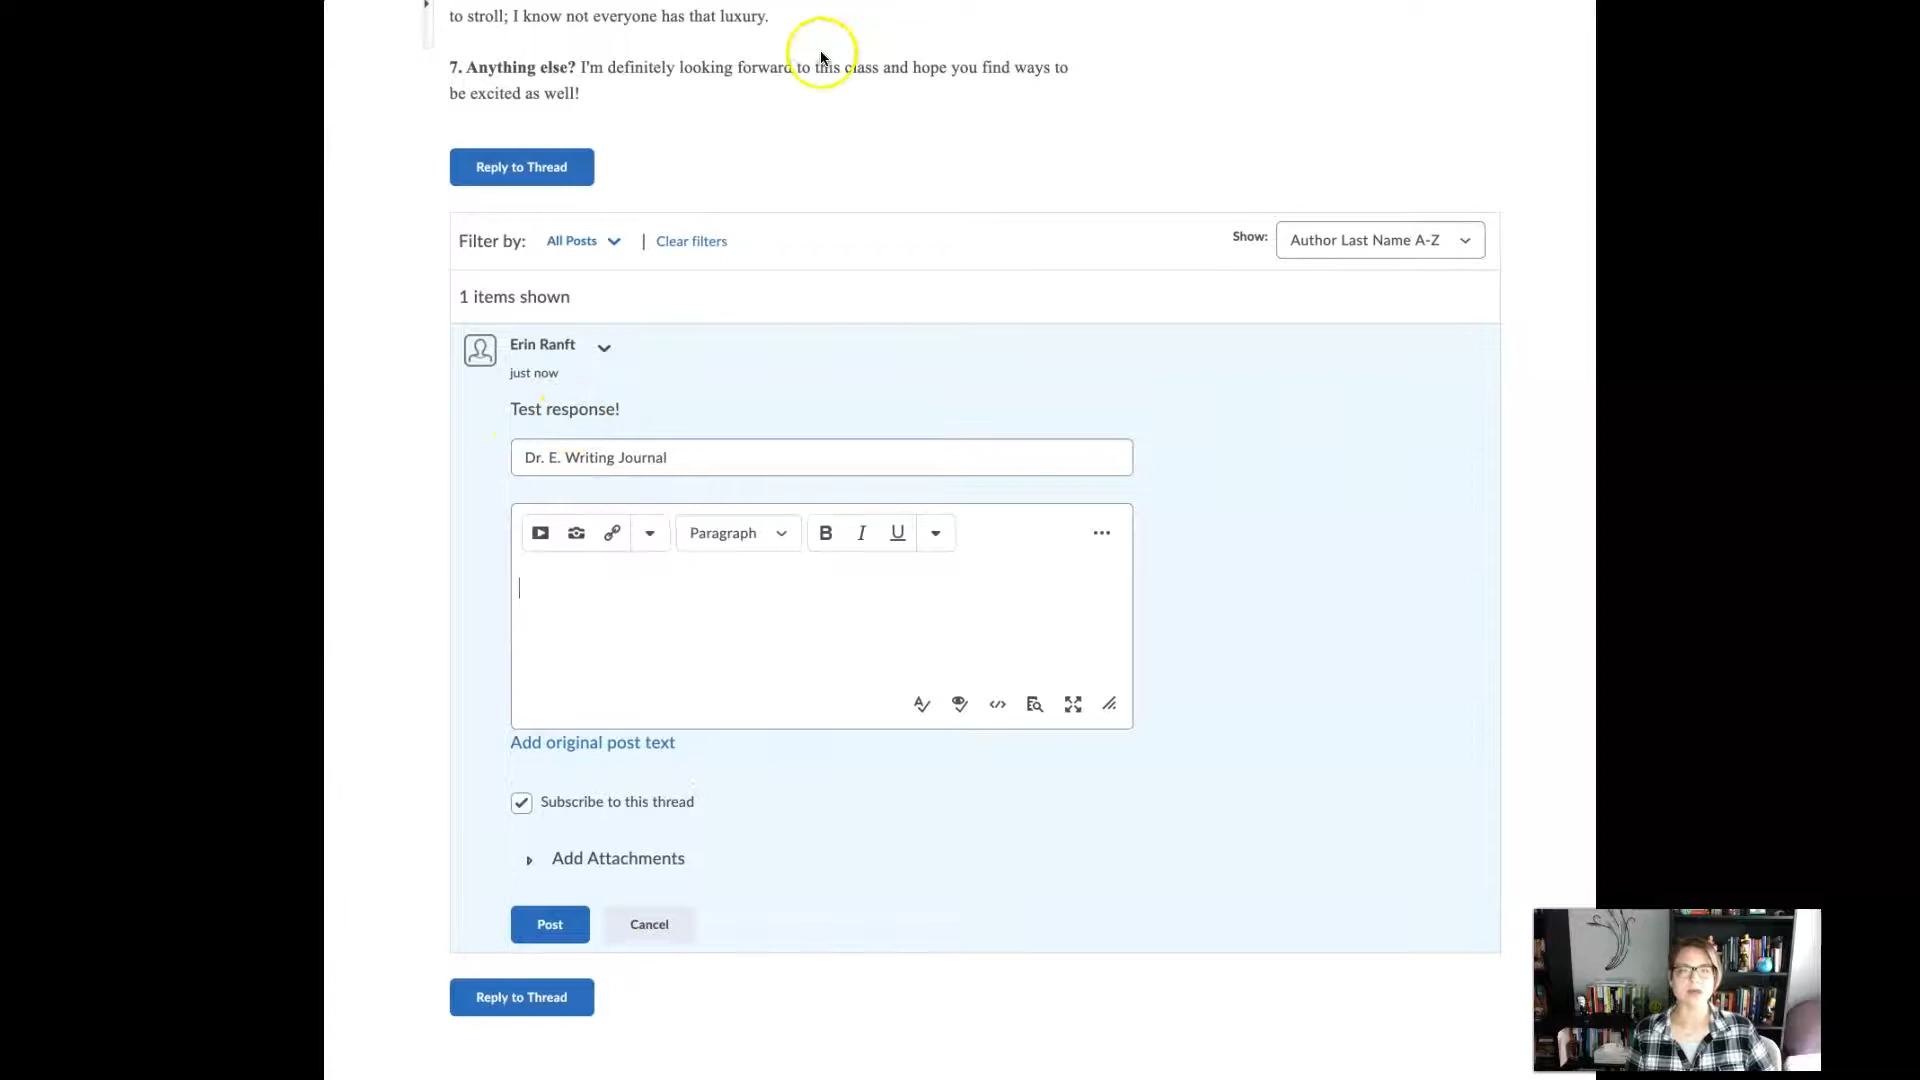 to stroll; I know not everyone has that luxury.
7. Anything else? I'm definitely looking forward to this class and hope you find ways to
be excited as well!
Reply to Thread
Filter by: All Posts | Clear filters
Show: Author Last Name A-Z
1 items shown
Erin Ranft
just now
Test response!
Dr. E. Writing Journal
Paragraph B I U
Add original post text
Subscribe to this thread
Add Attachments
Post Cancel
Reply to Thread